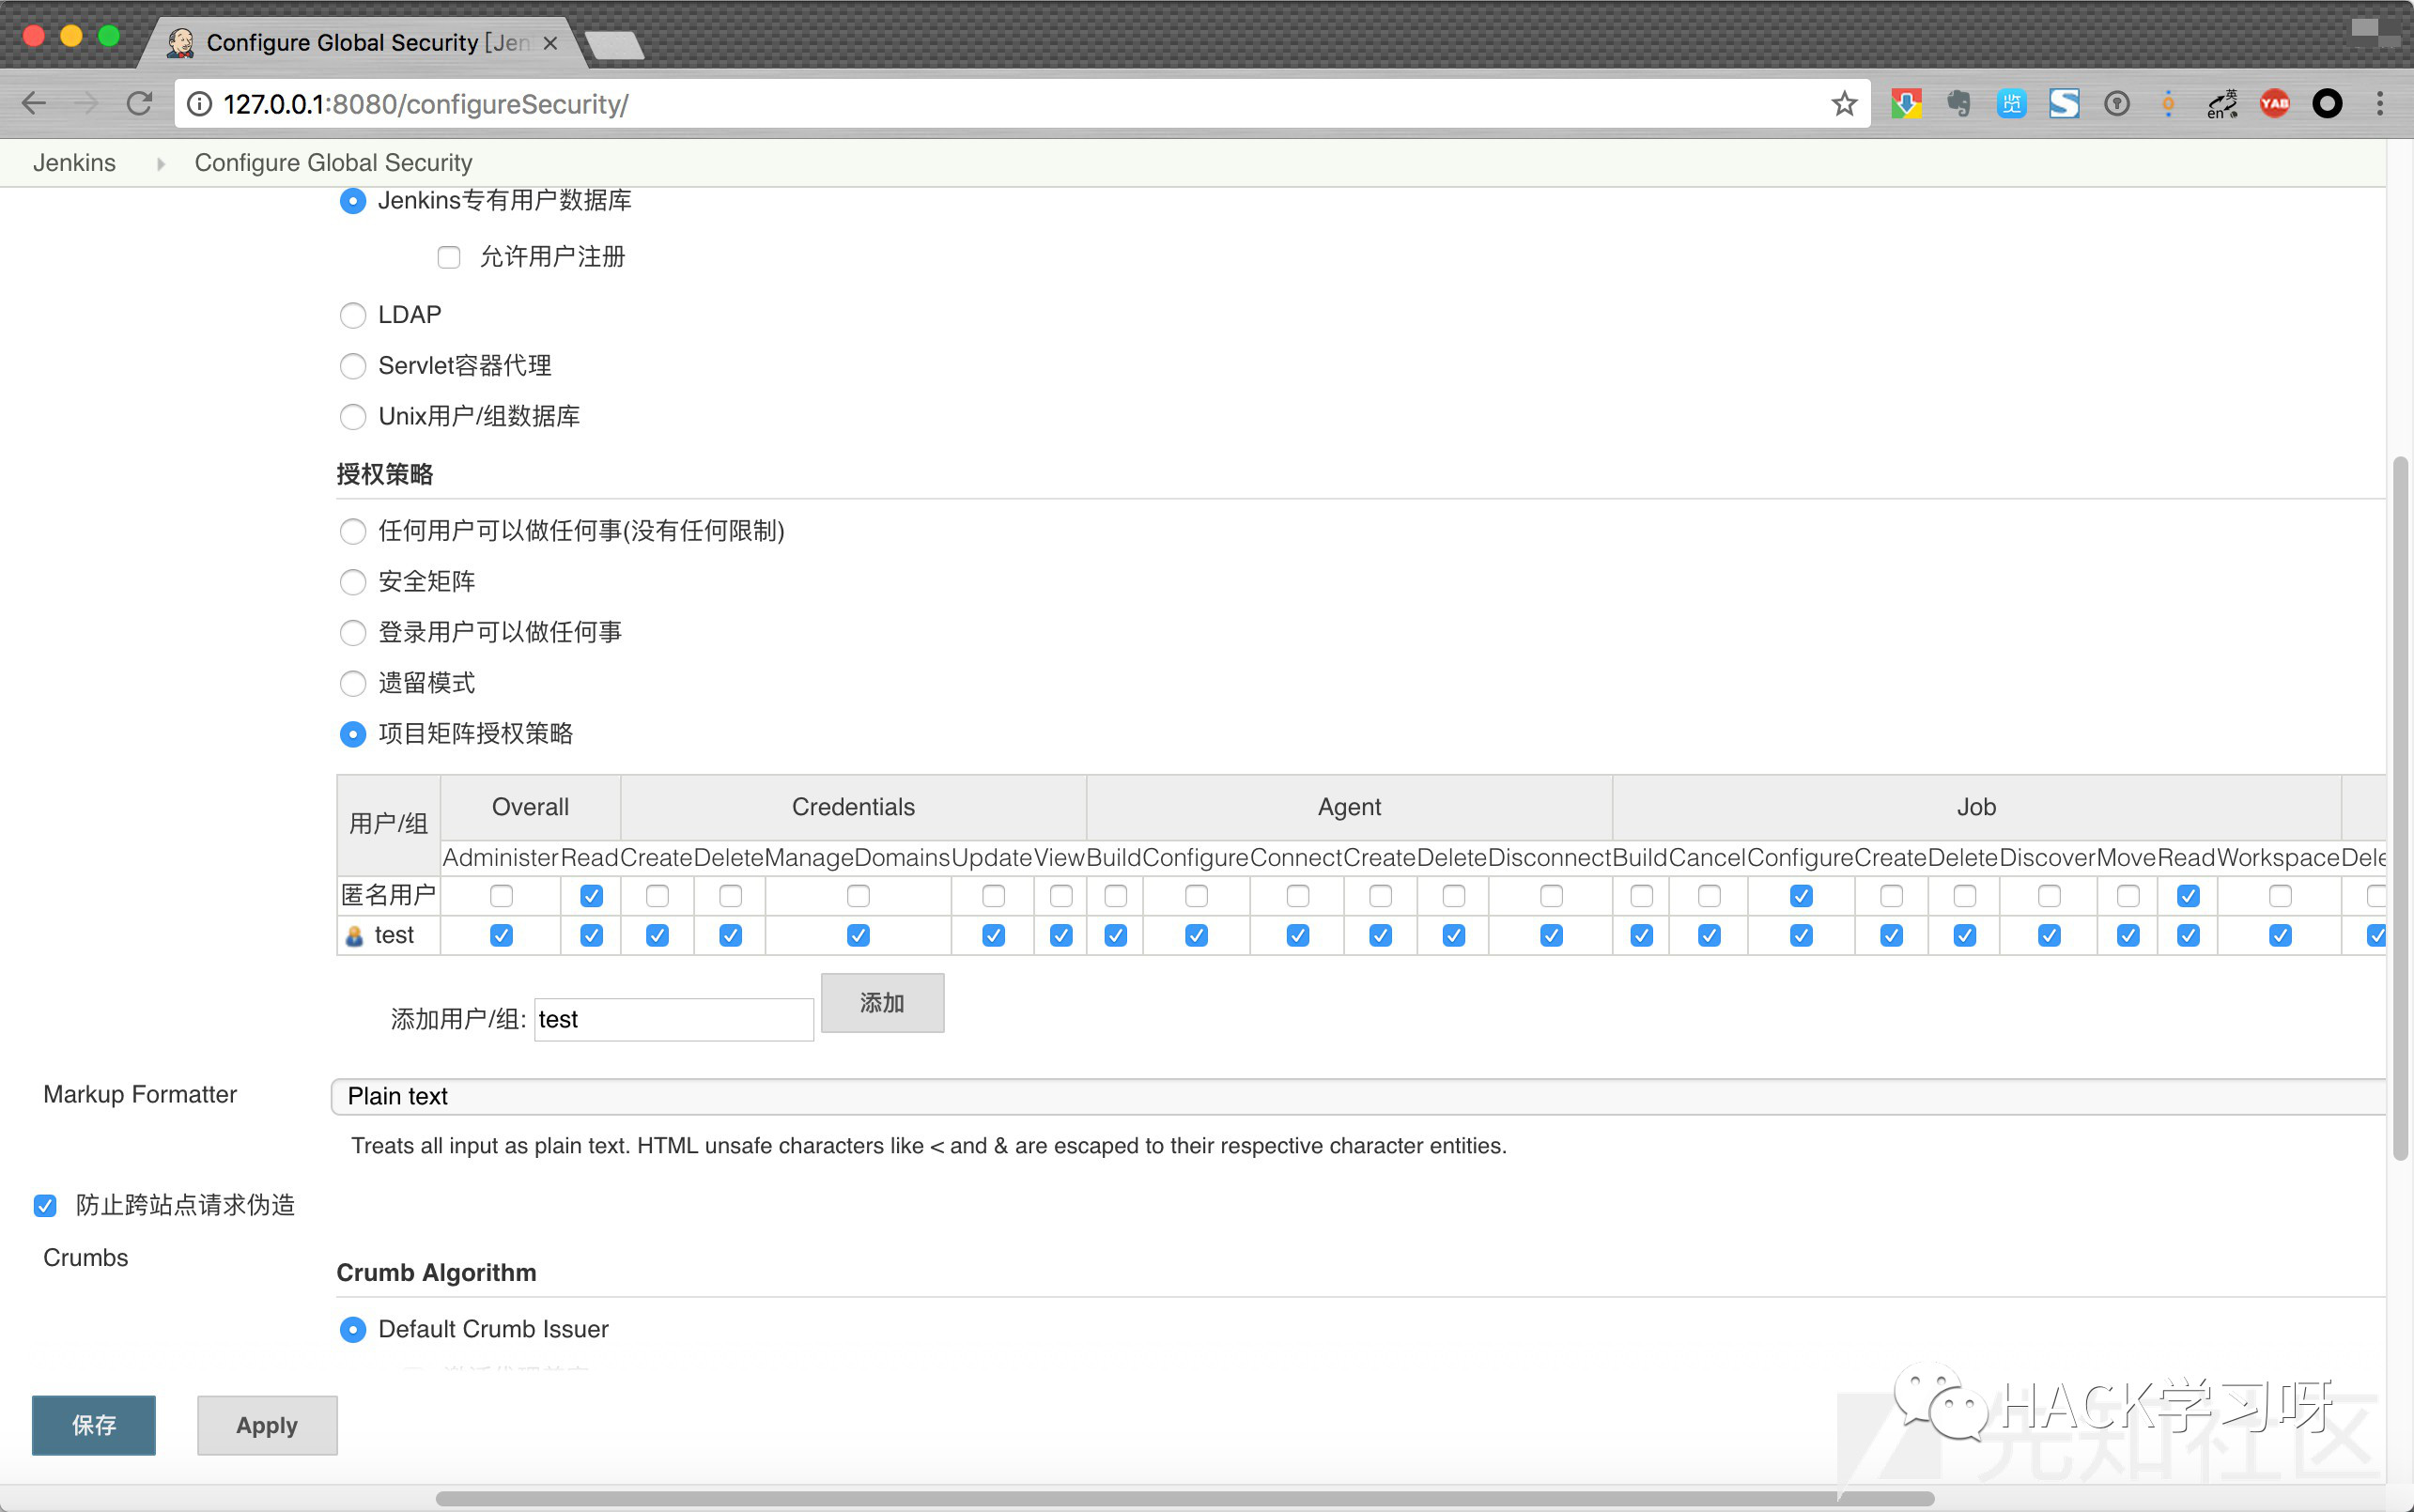 Configure Global Security [Jen
127.0.0.1:8080/configureSecurity/
览
英
en
YAB
Jenkins
Configure Global Security
Jenkins专有用户数据库
允许用户注册
LDAP
Servlet容器代理
Unix用户/组数据库
授权策略
任何用户可以做任何事(没有任何限制)
安全矩阵
登录用户可以做任何事
遗留模式
项目矩阵授权策略
用户/组 Overall Credentials Agent Job
Administer Read Create Delete ManageDomains Update View Build Configure Connect Create Delete Disconnect Build Cancel Configure Create Delete Discover Move Read Workspace Dele
匿名用户
test
添加用户/组: test 添加
Markup Formatter Plain text
Treats all input as plain text. HTML unsafe characters like < and & are escaped to their respective character entities.
防止跨站点请求伪造
Crumbs
Crumb Algorithm
Default Crumb Issuer
保存 Apply
HACK学习呀
先知社区